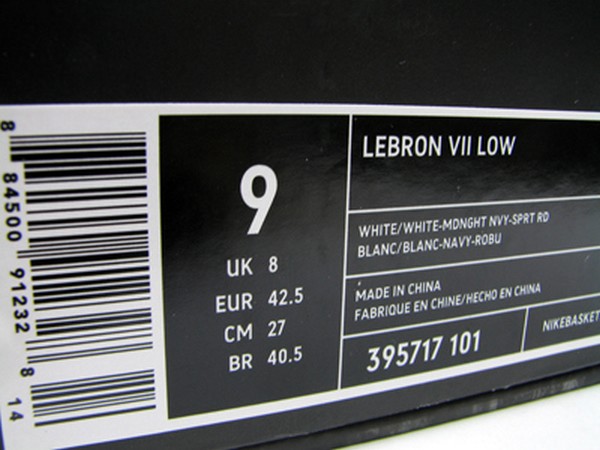 8 84500 91232 8 14
9
UK 8
EUR 42.5
CM 27
BR 40.5
LEBRON VII LOW
WHITE/WHITE-MDNGHT NVY-SPRT RD
BLANC/BLANC-NAVY-ROBU
MADE IN CHINA
FABRIQUE EN CHINE/HECHO EN CHINA
395717 101
NIKEBASKET